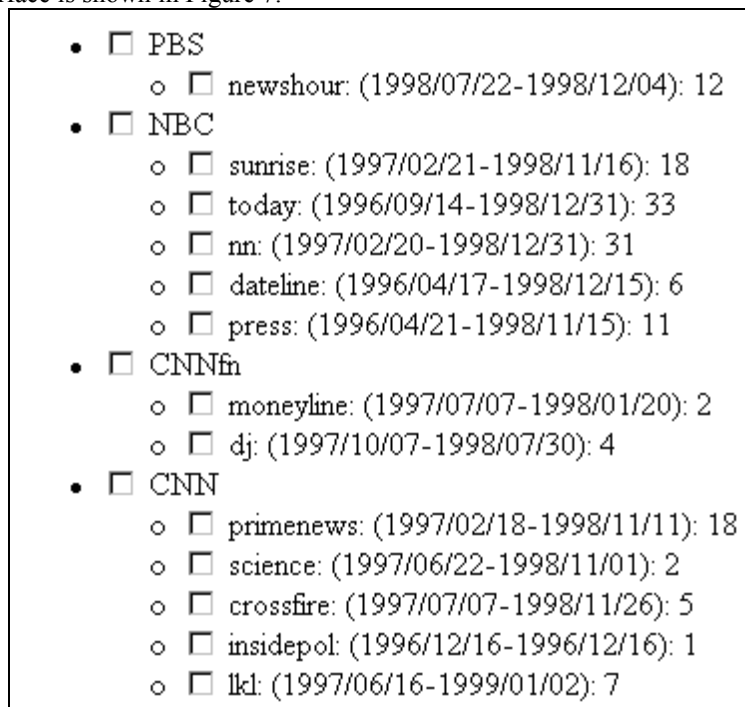 PBS
newshour: (1998/07/22-1998/12/04): 12
NBC
sunrise: (1997/02/21-1998/11/16): 18
today: (1996/09/14-1998/12/31): 33
nn: (1997/02/20-1998/12/31): 31
dateline: (1996/04/17-1998/12/15): 6
press: (1996/04/21-1998/11/15): 11
CNNfn
moneyline: (1997/07/07-1998/01/20): 2
dj: (1997/10/07-1998/07/30): 4
CNN
primenews: (1997/02/18-1998/11/11): 18
science: (1997/06/22-1998/11/01): 2
crossfire: (1997/07/07-1998/11/26): 5
insidepol: (1996/12/16-1996/12/16): 1
lkl: (1997/06/16-1999/01/02): 7